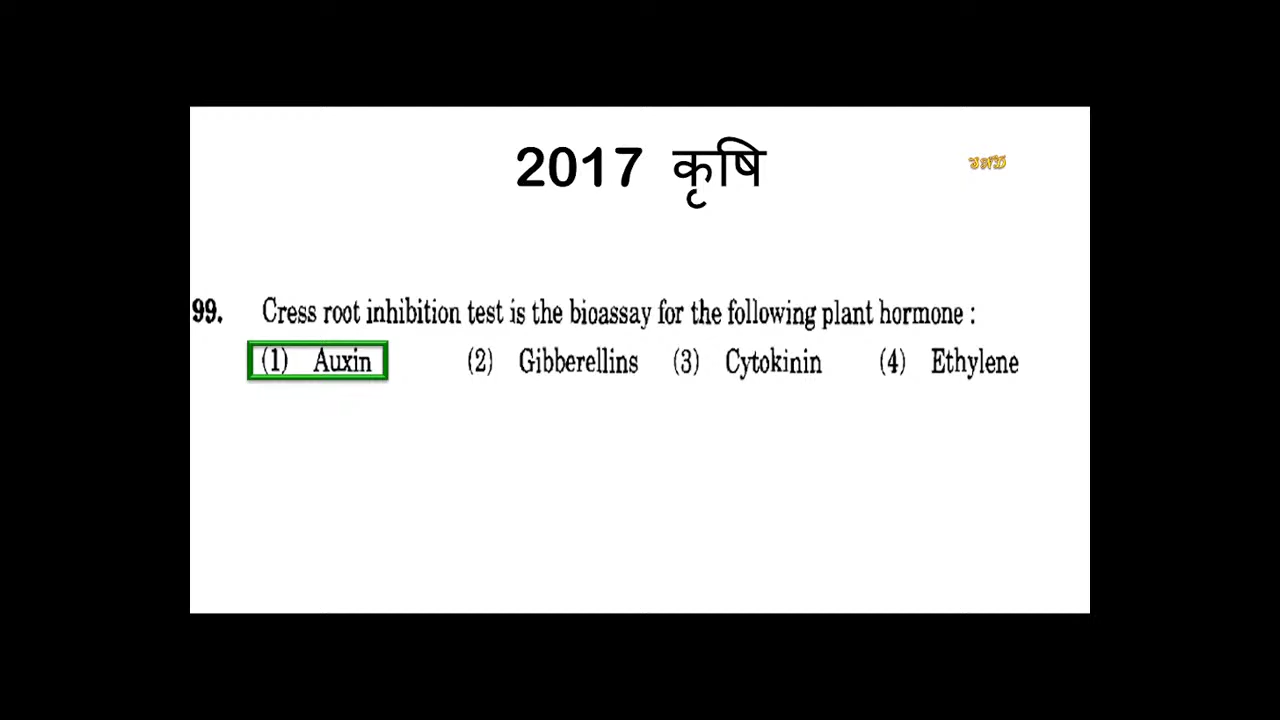 2017 कृषि
99. Cress root inhibition test is the bioassay for the following plant hormone :
(1) Auxin (2) Gibberellins (3) Cytokinin (4) Ethylene